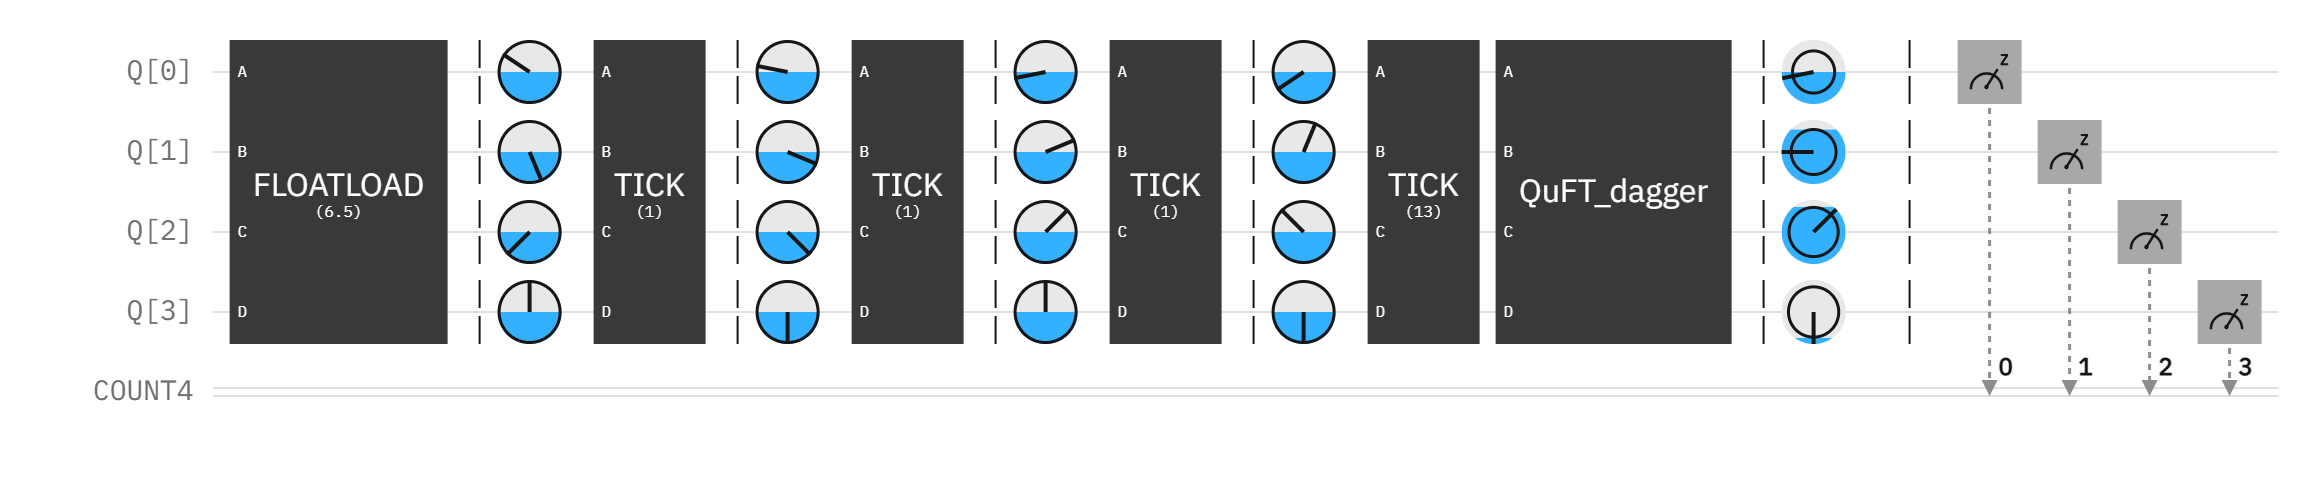 Q[0] A A A A A A z
Q[1] B B B B B B z
FLOATLOAD TICK TICK TICK TICK QuFT_dagger
(6.5) (1) (1) (1) (13)
Q[2] C C C C C C z
Q[3] D D D D D D z
0 1 2 3
COUNT4